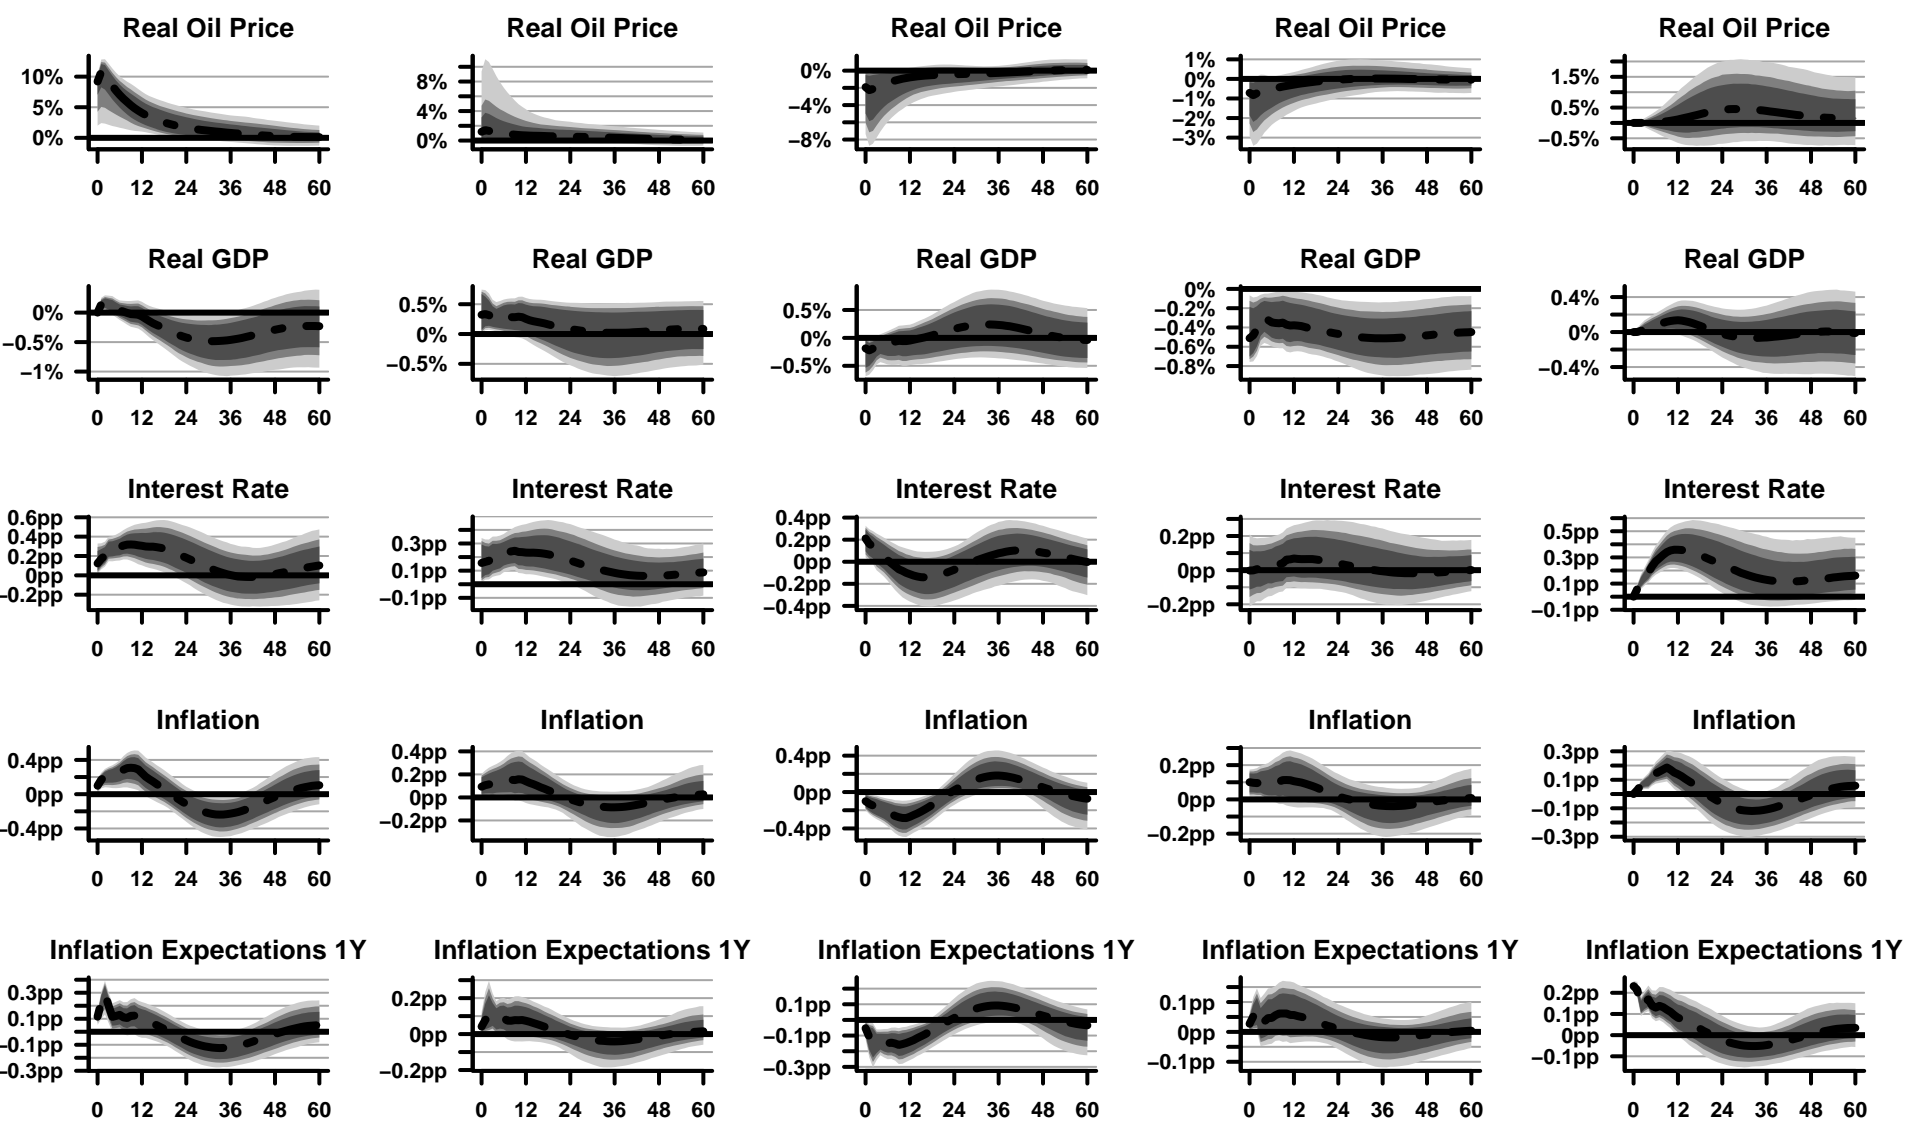 Real Oil Price Real Oil Price Real Oil Price Real Oil Price Real Oil Price
10% 5% 0%
8% 4% 0%
0% −4% −8%
1% 0% −1% −2% −3%
1.5% 0.5% −0.5%
0 12 24 36 48 60 0 12 24 36 48 60 0 12 24 36 48 60 0 12 24 36 48 60 0 12 24 36 48 60
Real GDP Real GDP Real GDP Real GDP Real GDP
0% −0.5% −1%
0.5% 0% −0.5%
0.5% 0% −0.5%
0% −0.2% −0.4% −0.6% −0.8%
0.4% 0% −0.4%
0 12 24 36 48 60 0 12 24 36 48 60 0 12 24 36 48 60 0 12 24 36 48 60 0 12 24 36 48 60
Interest Rate Interest Rate Interest Rate Interest Rate Interest Rate
0.6pp 0.4pp 0.2pp 0pp −0.2pp
0.3pp 0.1pp −0.1pp
0.4pp 0.2pp 0pp −0.2pp −0.4pp
0.2pp 0pp −0.2pp
0.5pp 0.3pp 0.1pp −0.1pp
0 12 24 36 48 60 0 12 24 36 48 60 0 12 24 36 48 60 0 12 24 36 48 60 0 12 24 36 48 60
Inflation Inflation Inflation Inflation Inflation
0.4pp 0pp −0.4pp
0.4pp 0.2pp 0pp −0.2pp
0.4pp 0pp −0.4pp
0.2pp 0pp −0.2pp
0.3pp 0.1pp −0.1pp −0.3pp
0 12 24 36 48 60 0 12 24 36 48 60 0 12 24 36 48 60 0 12 24 36 48 60 0 12 24 36 48 60
Inflation Expectations 1Y Inflation Expectations 1Y Inflation Expectations 1Y Inflation Expectations 1Y Inflation Expectations 1Y
0.3pp 0.1pp −0.1pp −0.3pp
0.2pp 0pp −0.2pp
0.1pp −0.1pp −0.3pp
0.1pp 0pp −0.1pp
0.2pp 0.1pp 0pp −0.1pp
0 12 24 36 48 60 0 12 24 36 48 60 0 12 24 36 48 60 0 12 24 36 48 60 0 12 24 36 48 60